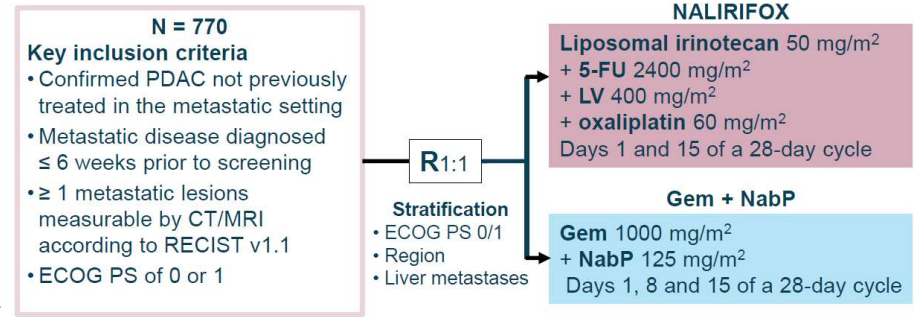 N = 770
Key inclusion criteria
• Confirmed PDAC not previously
treated in the metastatic setting
• Metastatic disease diagnosed
≤ 6 weeks prior to screening
• ≥ 1 metastatic lesions
measurable by CT/MRI
according to RECIST v1.1
• ECOG PS of 0 or 1
R1:1
Stratification
• ECOG PS 0/1
• Region
• Liver metastases
NALIRIFOX
Liposomal irinotecan 50 mg/m²
+ 5-FU 2400 mg/m²
+ LV 400 mg/m²
+ oxaliplatin 60 mg/m²
Days 1 and 15 of a 28-day cycle
Gem + NabP
Gem 1000 mg/m²
+ NabP 125 mg/m²
Days 1, 8 and 15 of a 28-day cycle